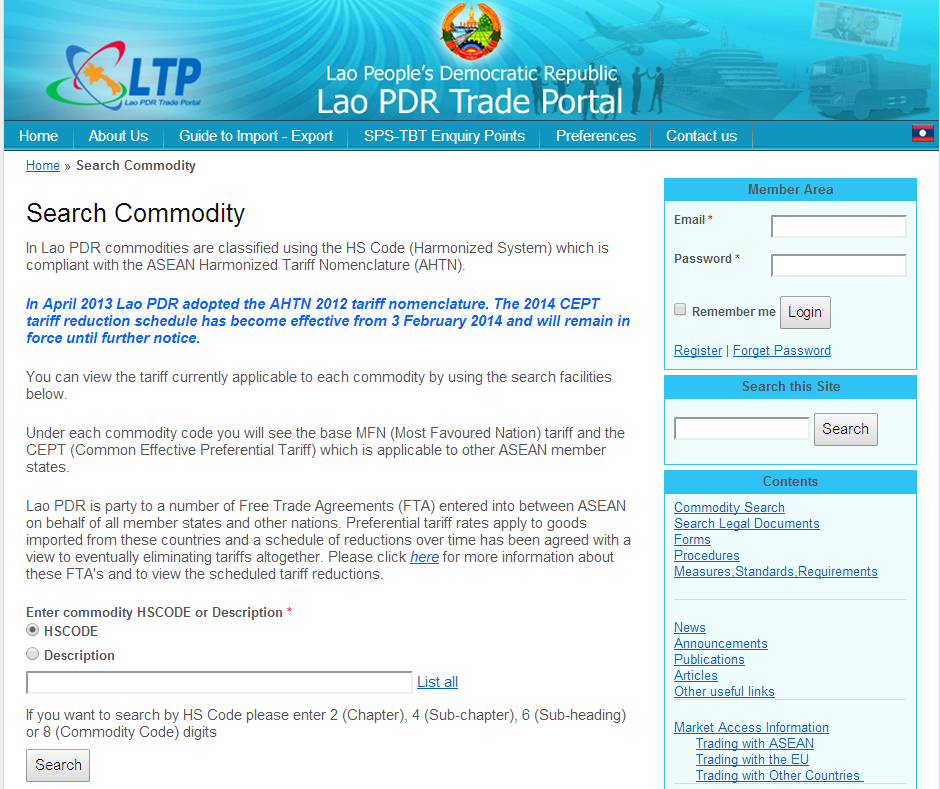 LTP
Lao PDR Trade Portal
Lao People's Democratic Republic
Lao PDR Trade Portal
Home
About Us
Guide to Import - Export
SPS-TBT Enquiry Points
Preferences
Contact us
Home » Search Commodity
Search Commodity
In Lao PDR commodities are classified using the HS Code (Harmonized System) which is
compliant with the ASEAN Harmonized Tariff Nomenclature (AHTN).
In April 2013 Lao PDR adopted the AHTN 2012 tariff nomenclature. The 2014 CEPT
tariff reduction schedule has become effective from 3 February 2014 and will remain in
force until further notice.
You can view the tariff currently applicable to each commodity by using the search facilities
below.
Under each commodity code you will see the base MFN (Most Favoured Nation) tariff and the
CEPT (Common Effective Preferential Tariff) which is applicable to other ASEAN member
states.
Lao PDR is party to a number of Free Trade Agreements (FTA) entered into between ASEAN
on behalf of all member states and other nations. Preferential tariff rates apply to goods
imported from these countries and a schedule of reductions over time has been agreed with a
view to eventually eliminating tariffs altogether. Please click here for more information about
these FTA's and to view the scheduled tariff reductions.
Enter commodity HSCODE or Description *
HSCODE
Description
List all
If you want to search by HS Code please enter 2 (Chapter), 4 (Sub-chapter), 6 (Sub-heading)
or 8 (Commodity Code) digits
Search
Member Area
Email *
Password *
Remember me
Login
Register | Forget Password
Search this Site
Search
Contents
Commodity Search
Search Legal Documents
Forms
Procedures
Measures,Standards,Requirements
News
Announcements
Publications
Articles
Other useful links
Market Access Information
Trading with ASEAN
Trading with the EU
Trading with Other Countries